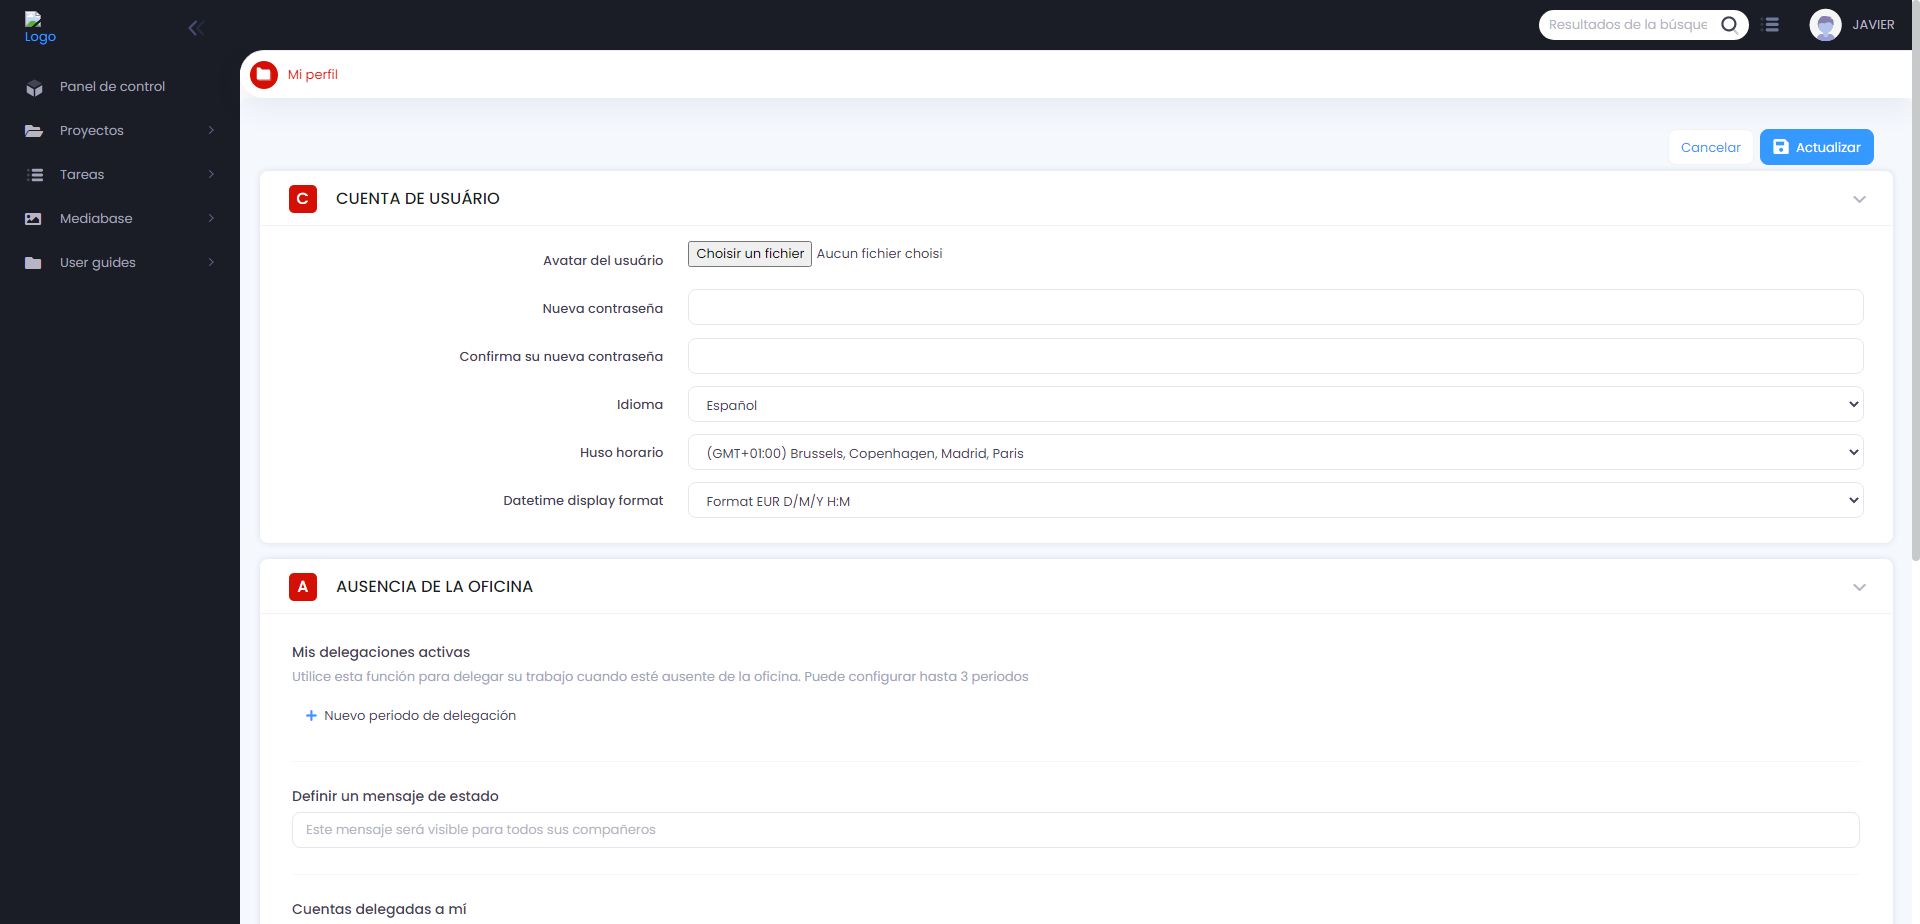 Logo
Resultados de la búsque
JAVIER
Panel de control
Proyectos
Tareas
Mediabase
User guides
Mi perfil
Cancelar
Actualizar
C CUENTA DE USUÁRIO
Avatar del usuário Choisir un fichier Aucun fichier choisi
Nueva contraseña
Confirma su nueva contraseña
Idioma Español
Huso horario (GMT+01:00) Brussels, Copenhagen, Madrid, Paris
Datetime display format Format EUR D/M/Y H:M
A AUSENCIA DE LA OFICINA
Mis delegaciones activas
Utilice esta función para delegar su trabajo cuando esté ausente de la oficina. Puede configurar hasta 3 periodos
+ Nuevo periodo de delegación
Definir un mensaje de estado
Este mensaje será visible para todos sus compañeros
Cuentas delegadas a mí